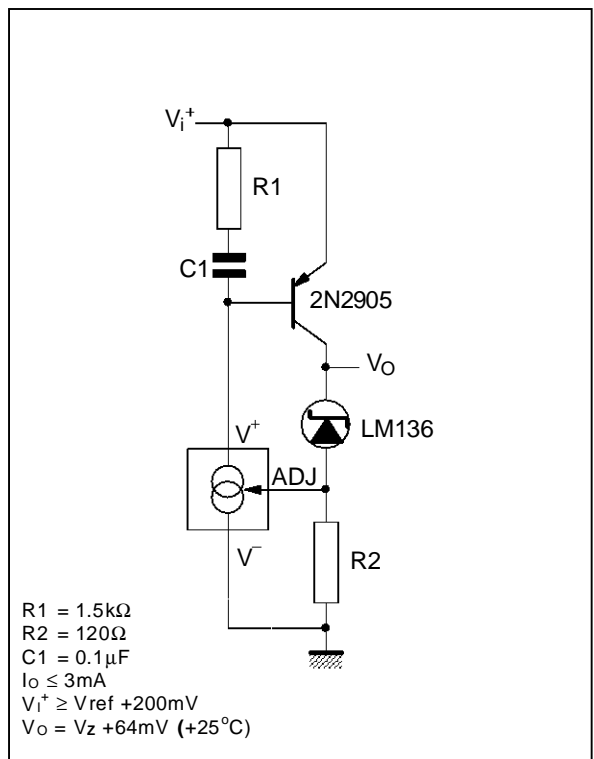 Vi+
R1
C1
2N2905
VO
LM136
V+
ADJ
V−
R2
R1 = 1.5kΩ
R2 = 120Ω
C1 = 0.1µF
IO ≤ 3mA
VI+ ≥ Vref +200mV
VO = Vz +64mV (+25°C)